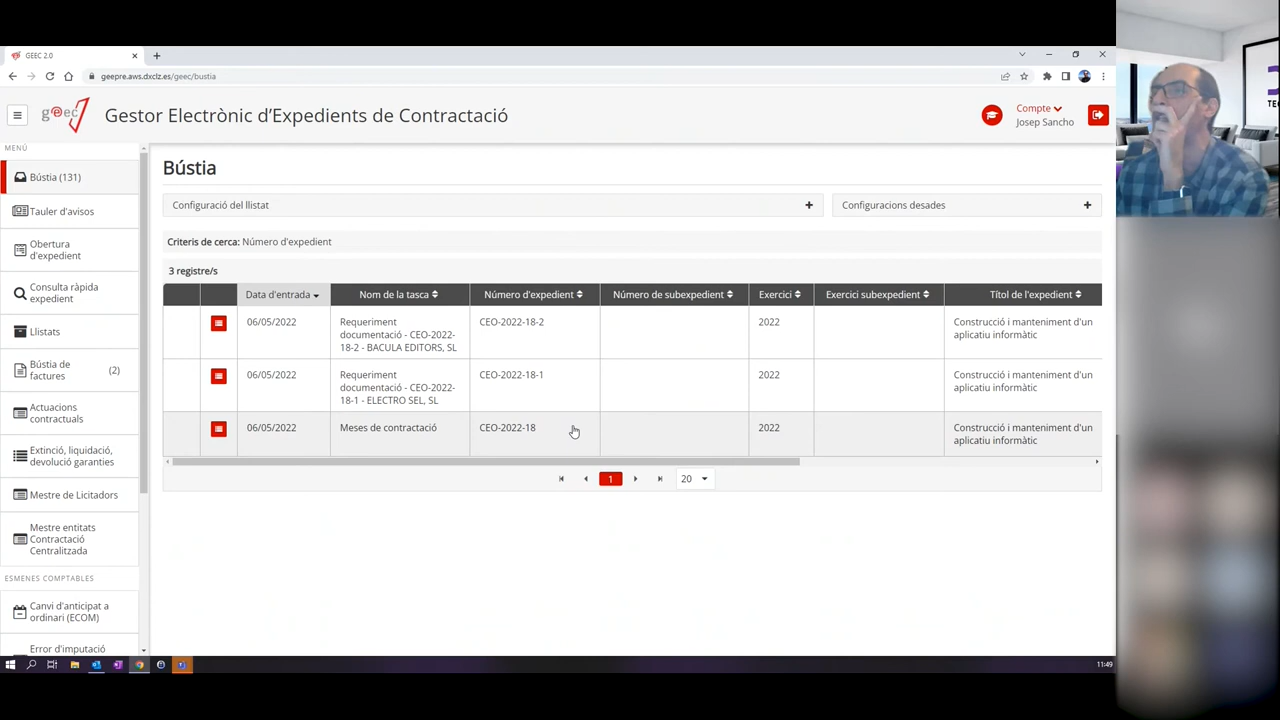 GEEC 2.0
geepre.aws.dxclz.es/geec/bustia
geec
Gestor Electrònic d'Expedients de Contractació
Compte
Josep Sancho
MENÚ
Bústia (131)
Tauler d'avisos
Obertura
d'expedient
Consulta ràpida
expedient
Llistats
Bústia de
factures
(2)
Actuacions
contractuals
Extinció, liquidació,
devolució garanties
Mestre de Licitadors
Mestre entitats
Contractació
Centralitzada
ESMENES COMPTABLES
Canvi d'anticipat a
ordinari (ECOM)
Error d'imputació
Bústia
Configuració del llistat
Configuracions desades
Criteris de cerca: Número d'expedient
3 registre/s
Data d'entrada Nom de la tasca Número d'expedient Número de subexpedient Exercici Exercici subexpedient Títol de l'expedient
06/05/2022 Requeriment CEO-2022-18-2 2022 Construcció i manteniment d'un
documentació - CEO-2022- aplicatiu informàtic
18-2 - BACULA EDITORS, SL
06/05/2022 Requeriment CEO-2022-18-1 2022 Construcció i manteniment d'un
documentació - CEO-2022- aplicatiu informàtic
18-1 - ELECTRO SEL, SL
06/05/2022 Meses de contractació CEO-2022-18 2022 Construcció i manteniment d'un
aplicatiu informàtic
1
20
11:49